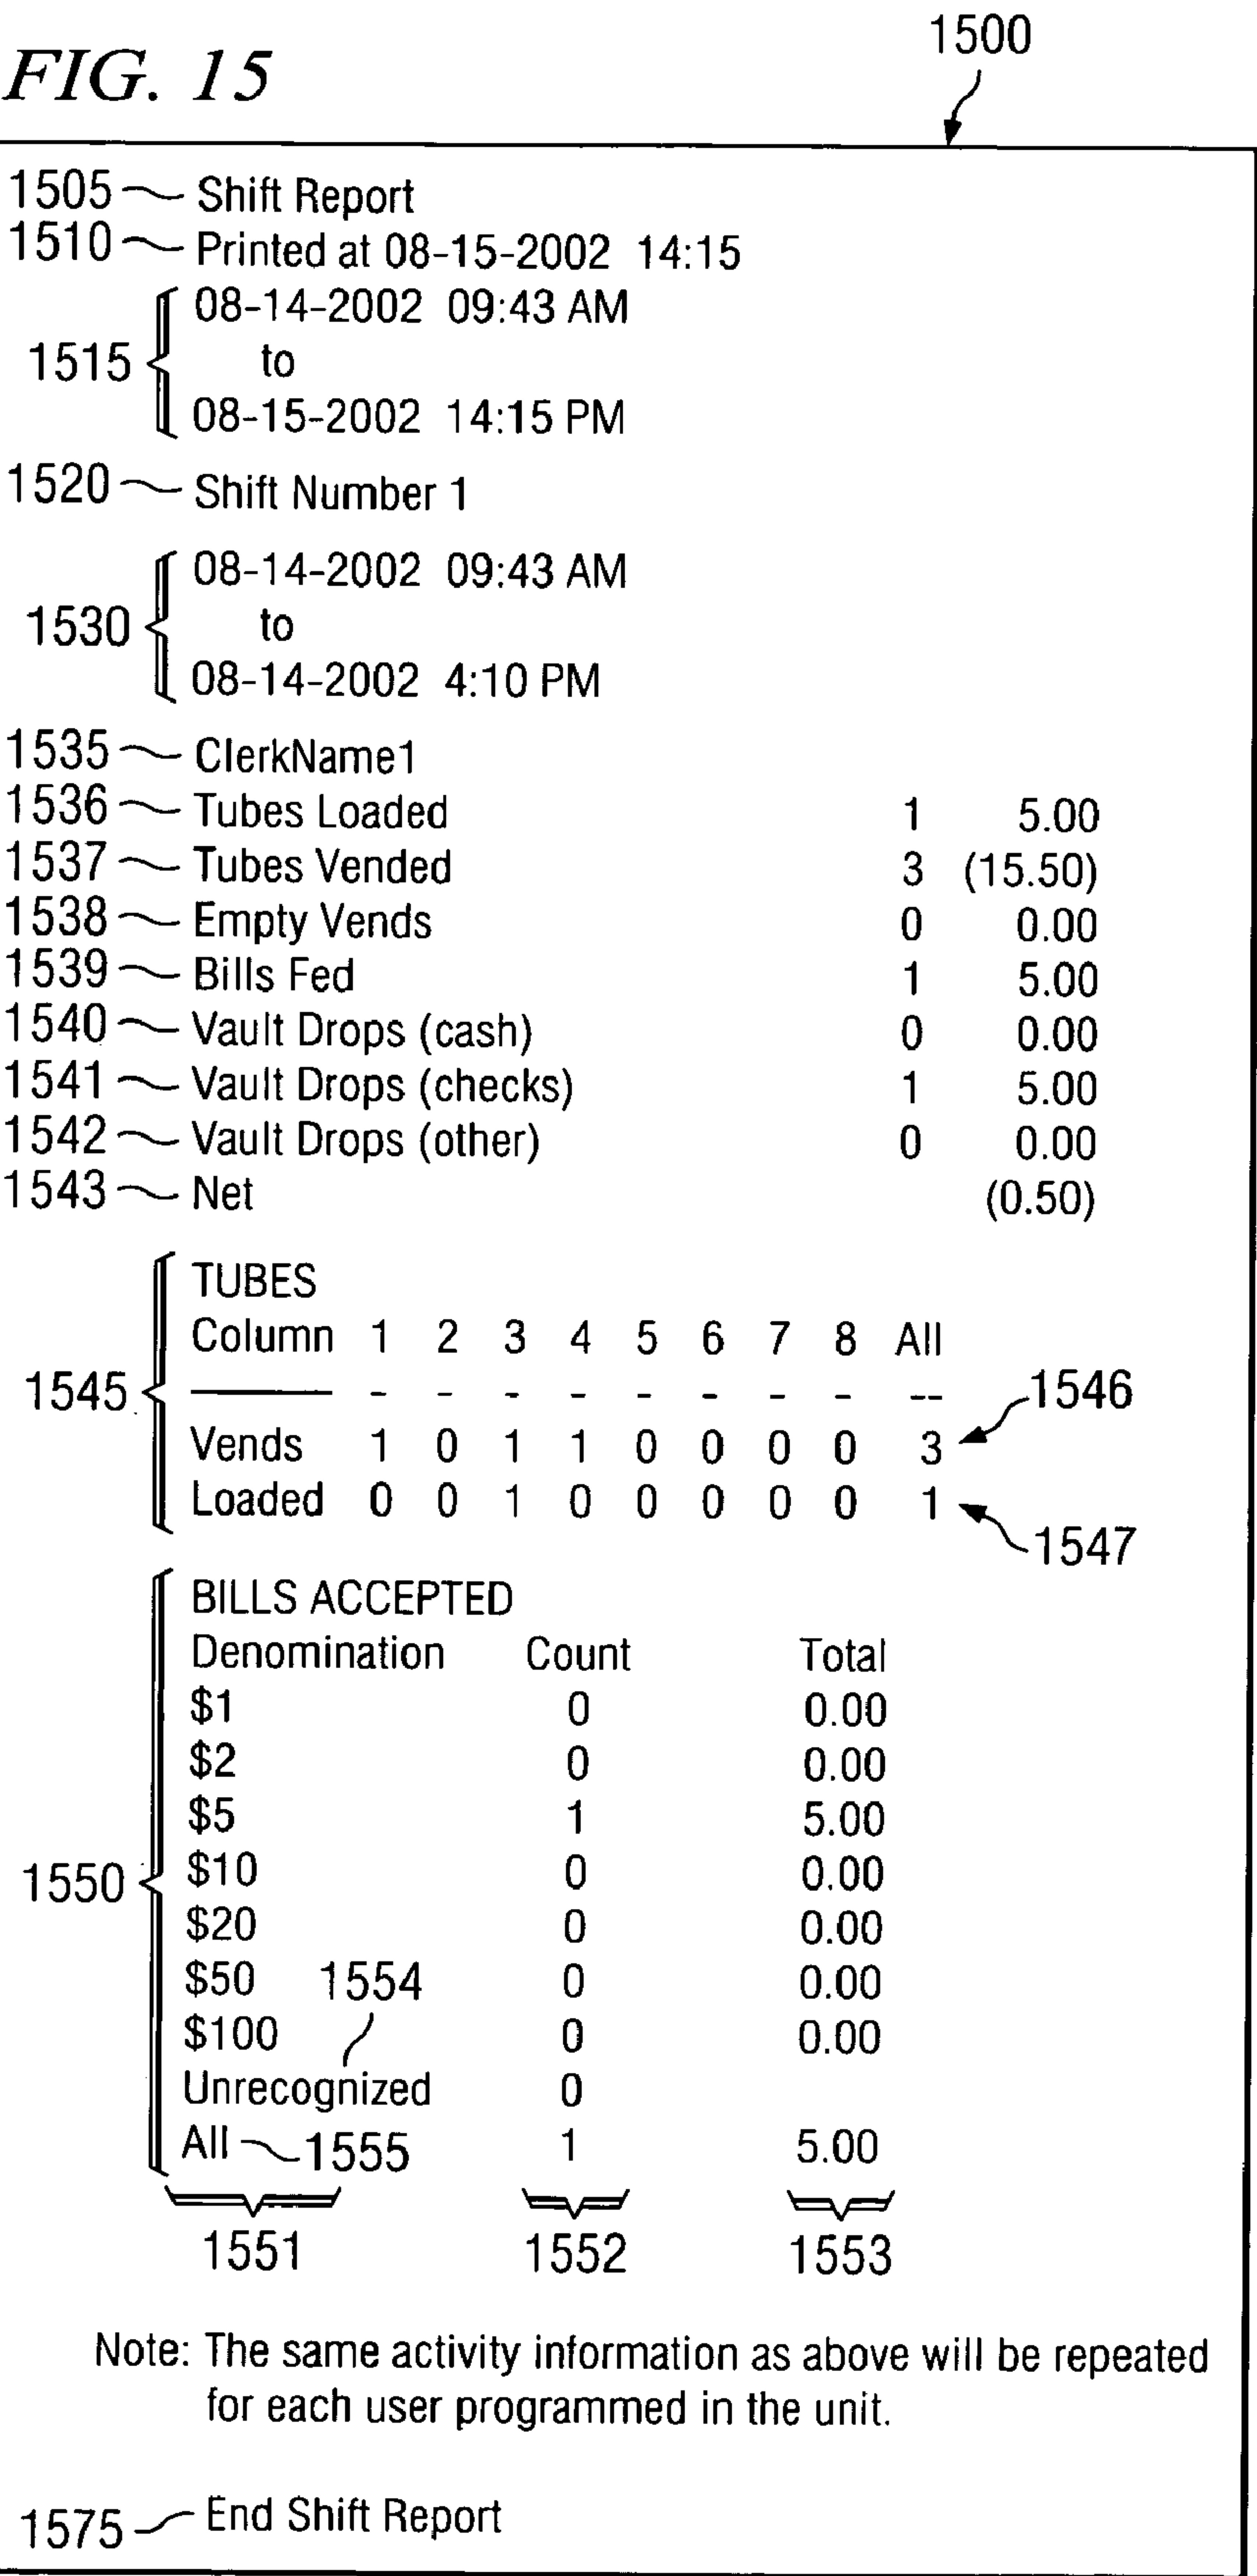 FIG. 15
1500
1505 Shift Report
1510 Printed at 08-15-2002 14:15
08-14-2002 09:43 AM
1515 to
08-15-2002 14:15 PM
1520 Shift Number 1
08-14-2002 09:43 AM
1530 to
08-14-2002 4:10 PM
1535 ClerkName1
1536 Tubes Loaded 1 5.00
1537 Tubes Vended 3 (15.50)
1538 Empty Vends 0 0.00
1539 Bills Fed 1 5.00
1540 Vault Drops (cash) 0 0.00
1541 Vault Drops (checks) 1 5.00
1542 Vault Drops (other) 0 0.00
1543 Net (0.50)
TUBES
Column 1 2 3 4 5 6 7 8 All
1545 ——— - - - - - - - - -- 1546
Vends 1 0 1 1 0 0 0 0 3
Loaded 0 0 1 0 0 0 0 0 1
1547
BILLS ACCEPTED
Denomination Count Total
$1 0 0.00
$2 0 0.00
$5 1 5.00
1550 $10 0 0.00
$20 0 0.00
$50 1554 0 0.00
$100 0 0.00
Unrecognized 0
All 1555 1 5.00
1551 1552 1553
Note: The same activity information as above will be repeated
for each user programmed in the unit.
1575 End Shift Report